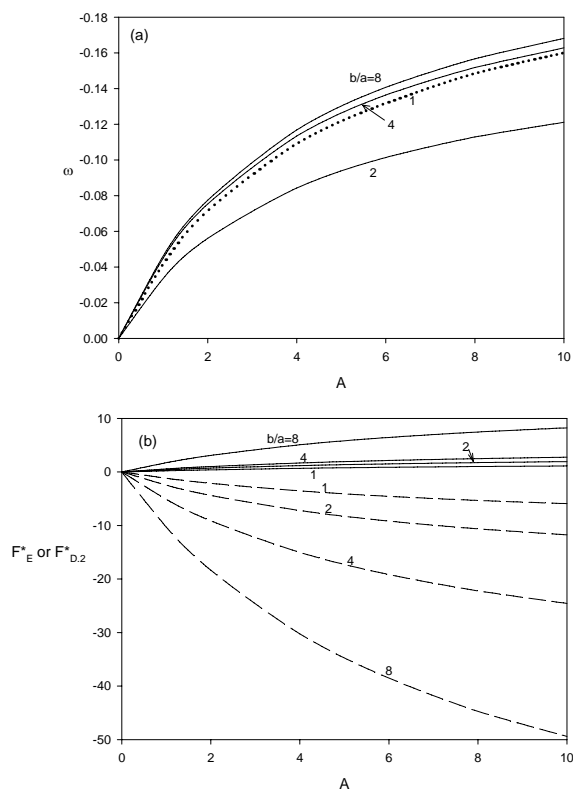 (a)
-0.18
-0.16
-0.14
-0.12
-0.10
-0.08
-0.06
-0.04
-0.02
0.00
ω
b/a=8
1
4
2
0 2 4 6 8 10
A
(b)
10
0
-10
-20
-30
-40
-50
F*E or F*D.2
b/a=8
4
2
1
1
2
4
8
0 2 4 6 8 10
A